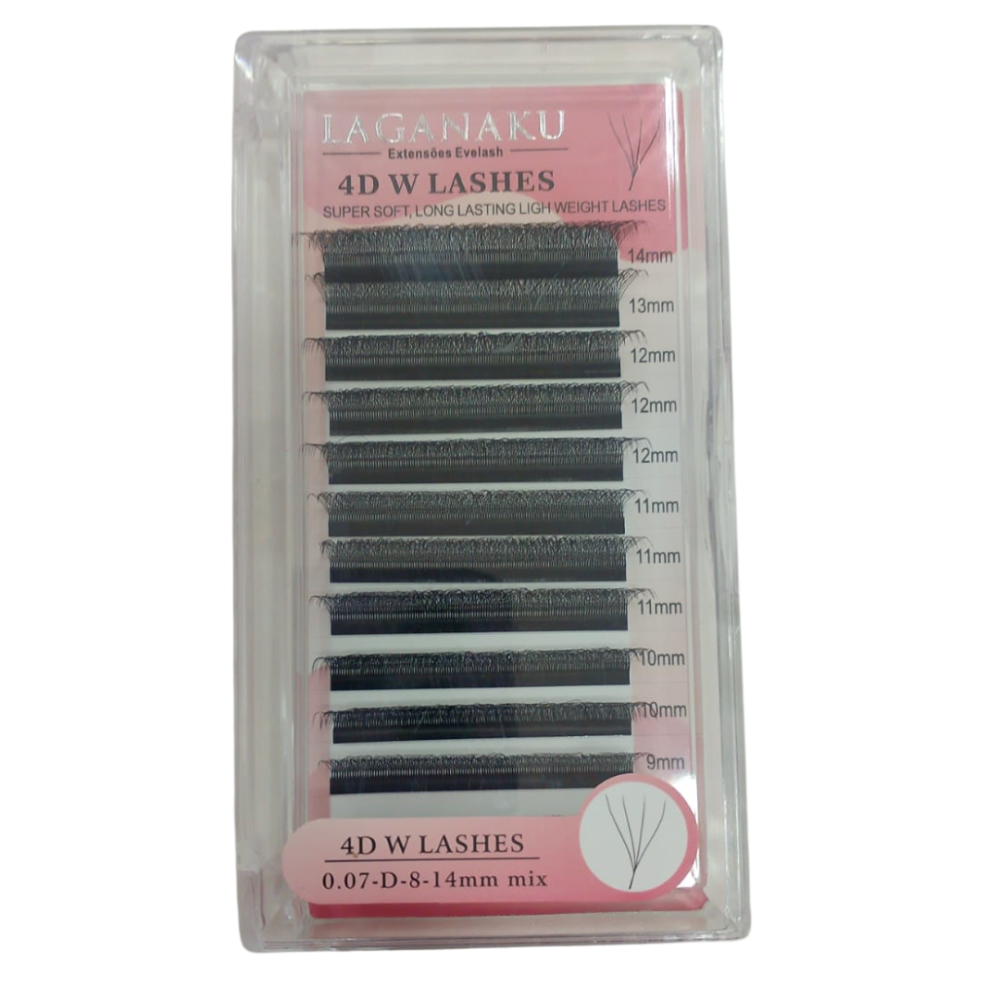 LAGANAKU
Extensões Evelash
4D W LASHES
SUPER SOFT, LONG LASTING LIGH WEIGHT LASHES
14mm
13mm
12mm
12mm
12mm
11mm
11mm
11mm
10mm
10mm
9mm
4D W LASHES
0.07-D-8-14mm mix